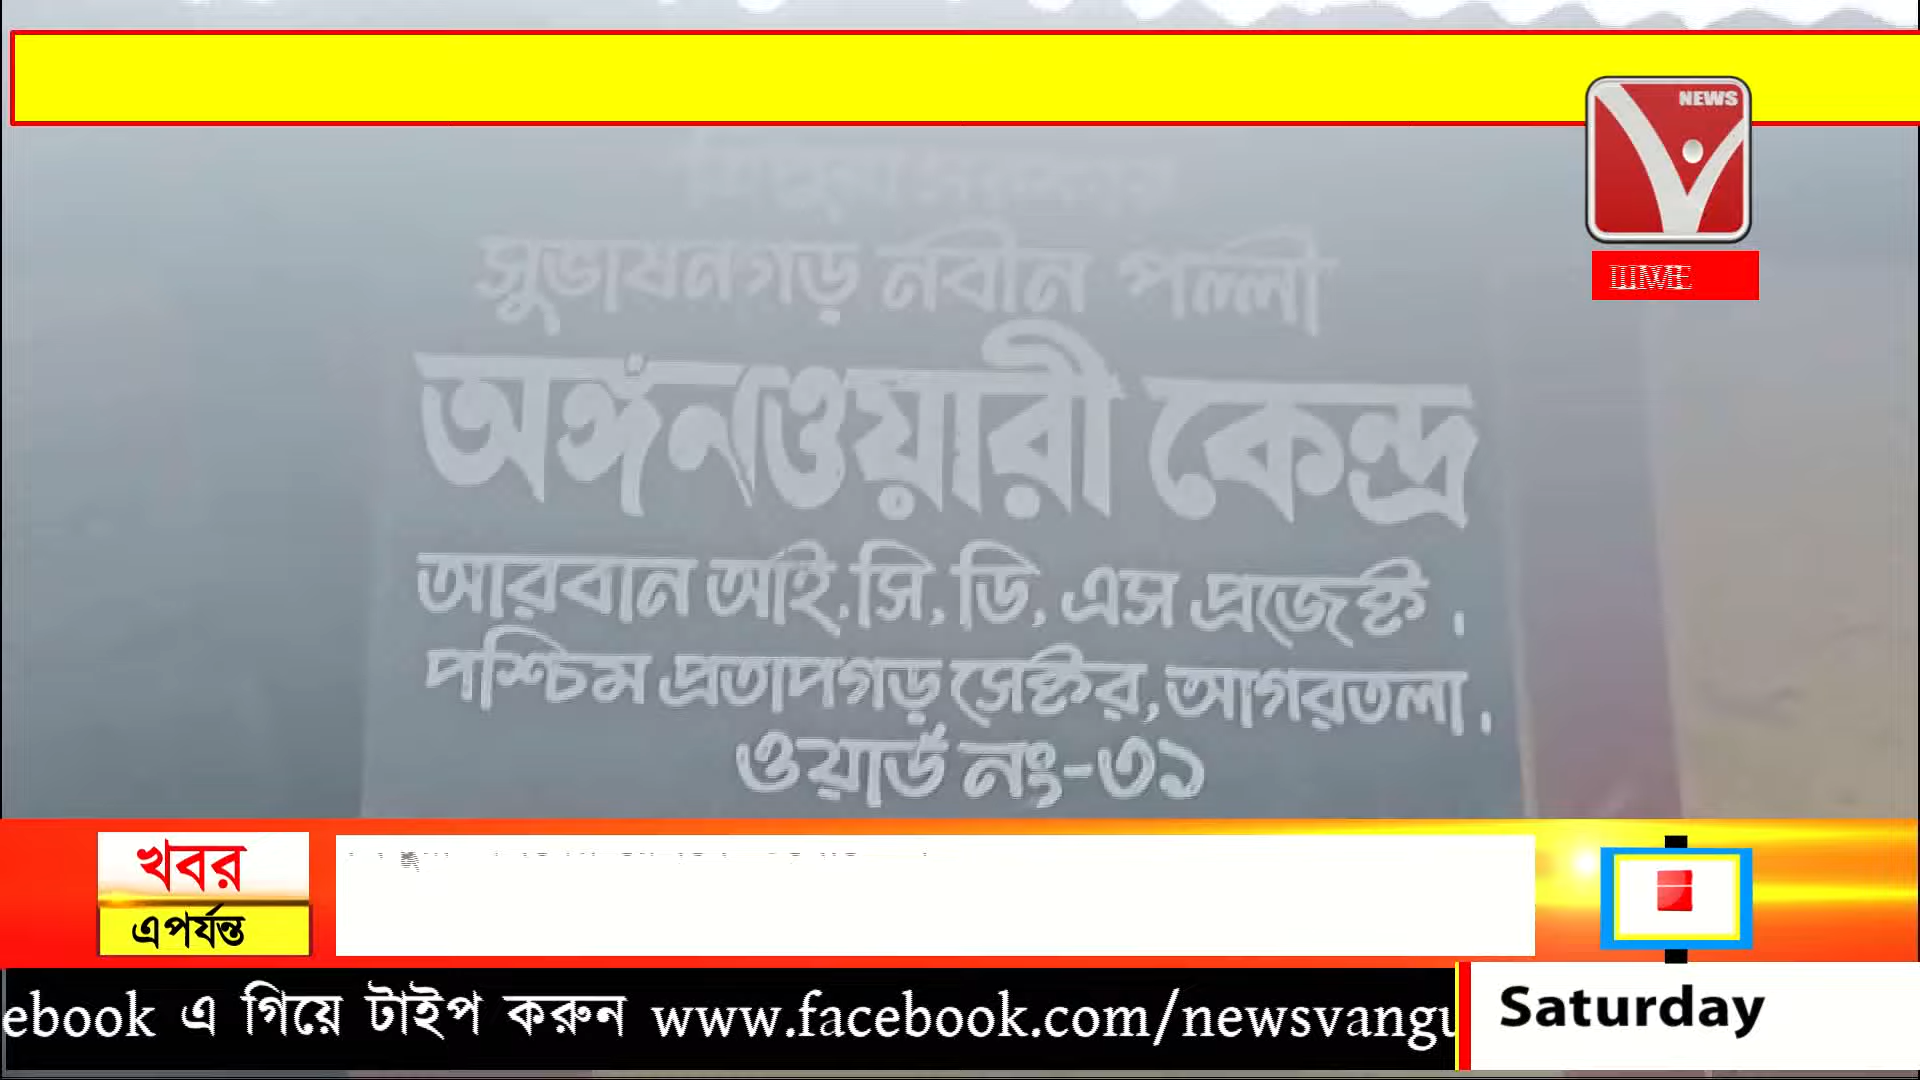 NEWS
ত্রিপুরা সরকার
সুভাষনগড় নবীন পল্লী
অঙ্গনওয়ারী কেন্দ্র
আরবান আই.সি.ডি.এস প্রজেক্ট .
পশ্চিম প্রতাপগড় সেক্টর,আগরতলা .
ওয়ার্ড নং-৩১
খবর
এপর্যন্ত
ebook এ গিয়ে টাইপ করুন www.facebook.com/newsvangu
Saturday